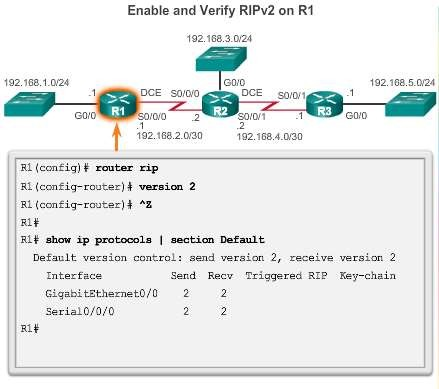 Enable and Verify RIPv2 on R1
192.168.3.0/24
G0/0
192.168.1.0/24
192.168.5.0/24
.1
DCE
S0/0/0
DCE
S0/0/1
.1
G0/0
R1
R2
R3
G0/0
S0/0/0
.1
.2
S0/0/1
.1
.2
192.168.2.0/30
192.168.4.0/30
R1(config)# router rip
R1(config-router)# version 2
R1(config-router)# ^Z
R1#
R1# show ip protocols | section Default
Default version control: send version 2, receive version 2
Interface Send Recv Triggered RIP Key-chain
GigabitEthernet0/0 2 2
Serial0/0/0 2 2
R1#